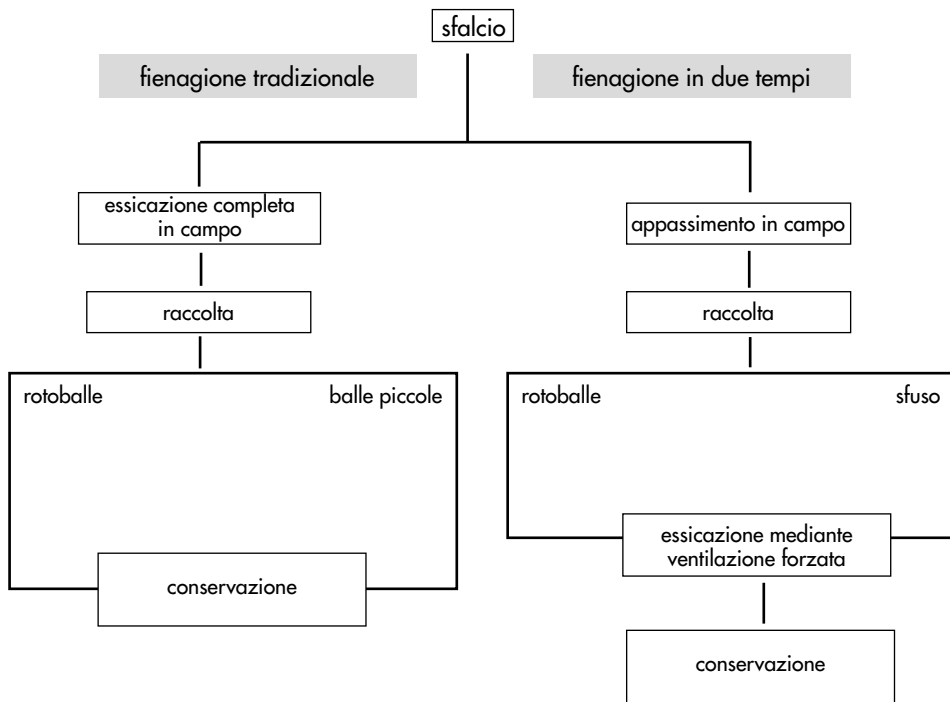 sfalcio
fienagione tradizionale
fienagione in due tempi
essicazione completa
in campo
appassimento in campo
raccolta
raccolta
rotoballe
balle piccole
rotoballe
sfuso
essicazione mediante
ventilazione forzata
conservazione
conservazione